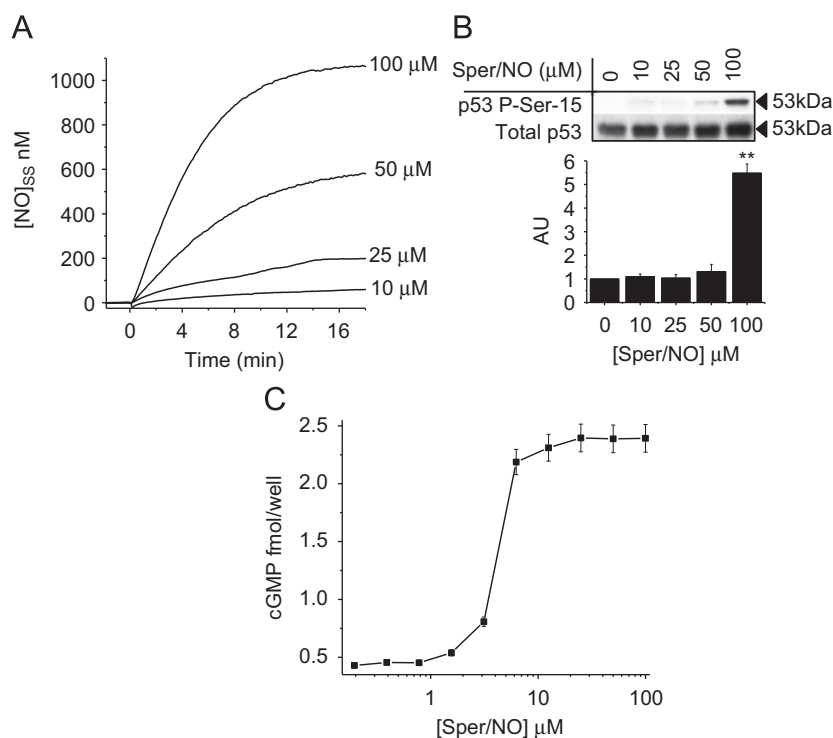 A
[NO]SS nM
1000
800
600
400
200
0
100 µM
50 µM
25 µM
10 µM
0 4 8 12 16
Time (min)
B
Sper/NO (µM) 0 10 25 50 100
p53 P-Ser-15 53kDa
Total p53 53kDa
AU
6
5
4
3
2
1
0
**
0 10 25 50 100
[Sper/NO] µM
C
cGMP fmol/well
2.5
2.0
1.5
1.0
0.5
1 10 100
[Sper/NO] µM